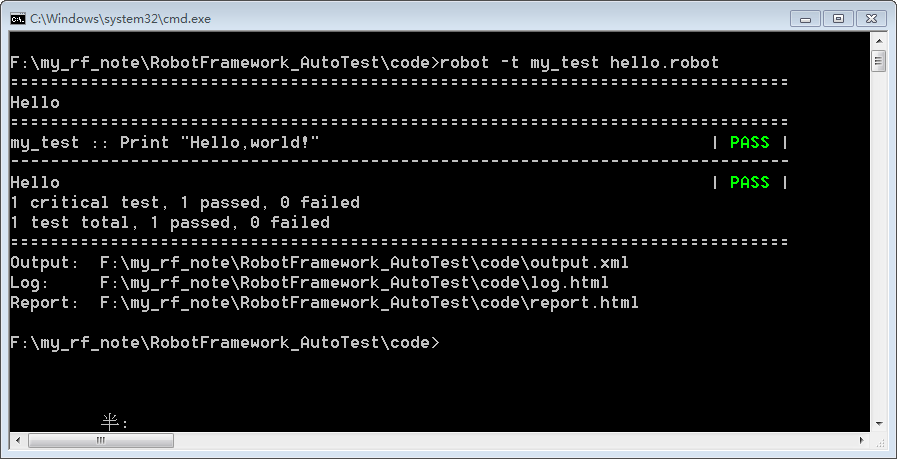 C:\Windows\system32\cmd.exe
F:\my_rf_note\RobotFramework_AutoTest\code>robot -t my_test hello.robot
==============================================================================
Hello
==============================================================================
my_test :: Print "Hello,world!" | PASS |
------------------------------------------------------------------------------
Hello | PASS |
1 critical test, 1 passed, 0 failed
1 test total, 1 passed, 0 failed
==============================================================================
Output: F:\my_rf_note\RobotFramework_AutoTest\code\output.xml
Log: F:\my_rf_note\RobotFramework_AutoTest\code\log.html
Report: F:\my_rf_note\RobotFramework_AutoTest\code\report.html
F:\my_rf_note\RobotFramework_AutoTest\code>
半: